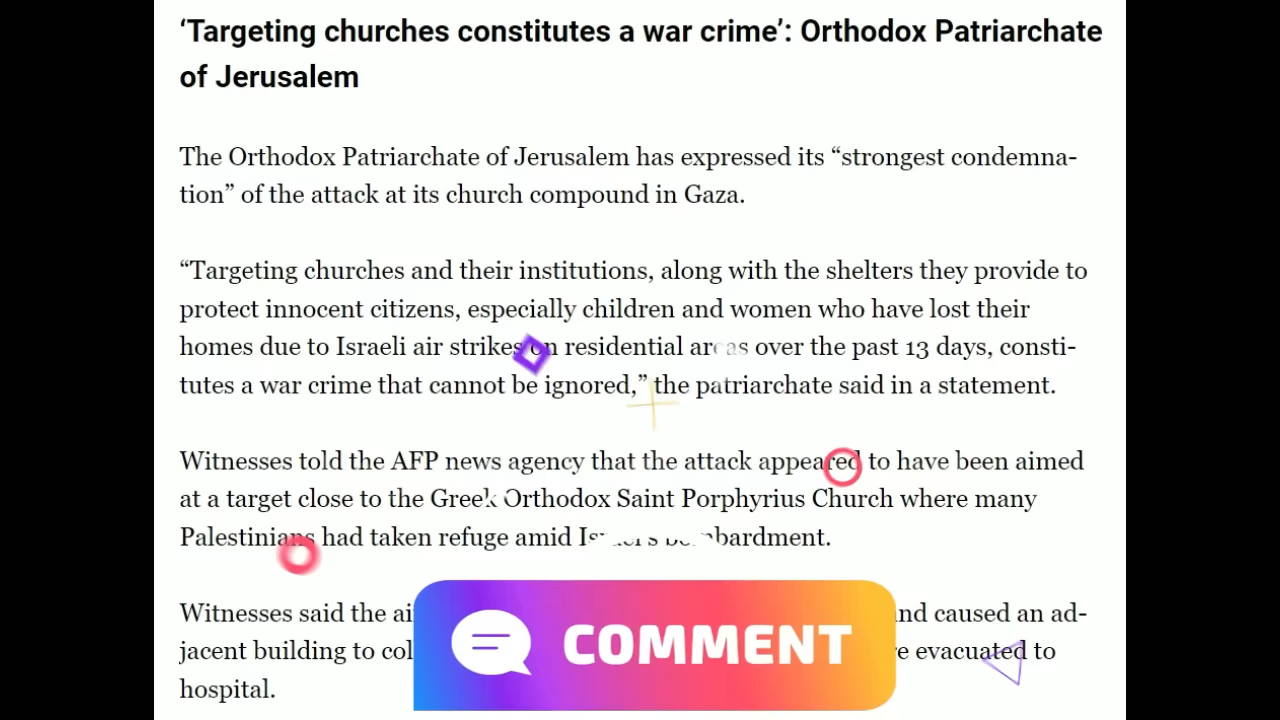 ‘Targeting churches constitutes a war crime’: Orthodox Patriarchate
of Jerusalem
The Orthodox Patriarchate of Jerusalem has expressed its “strongest condemna-
tion” of the attack at its church compound in Gaza.
“Targeting churches and their institutions, along with the shelters they provide to
protect innocent citizens, especially children and women who have lost their
homes due to Israeli air strikes on residential areas over the past 13 days, consti-
tutes a war crime that cannot be ignored,” the patriarchate said in a statement.
Witnesses told the AFP news agency that the attack appeared to have been aimed
at a target close to the Greek Orthodox Saint Porphyrius Church where many
Palestinians had taken refuge amid Israel’s bombardment.
Witnesses said the and caused an ad-
jacent building to evacuated to
hospital.
COMMENT